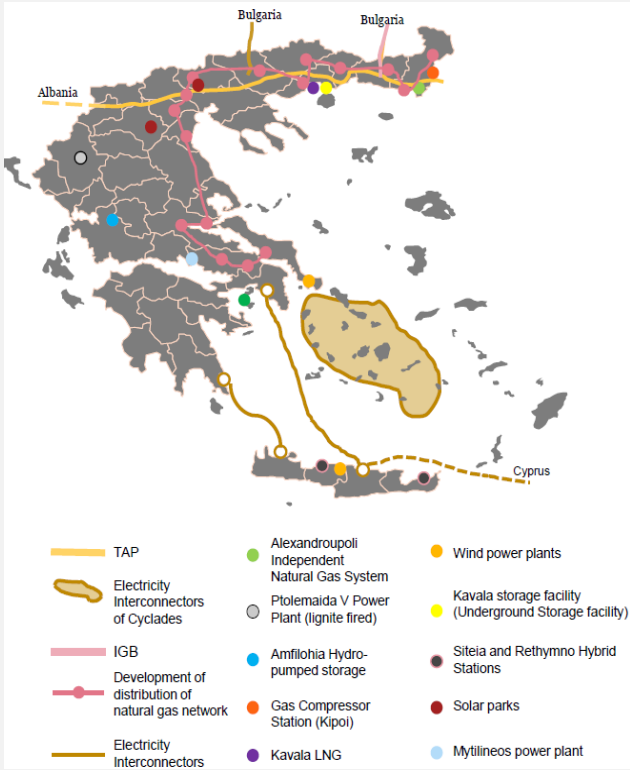 Bulgaria
Bulgaria
Albania
Cyprus
TAP
Electricity
Interconnectors
of Cyclades
IGB
Development of
distribution of
natural gas network
Electricity
Interconnectors
Alexandroupoli
Independent
Natural Gas System
Ptolemaida V Power
Plant (lignite fired)
Amfilohia Hydro-
pumped storage
Gas Compressor
Station (Kipoi)
Kavala LNG
Wind power plants
Kavala storage facility
(Underground Storage facility)
Siteia and Rethymno Hybrid
Stations
Solar parks
Mytilineos power plant